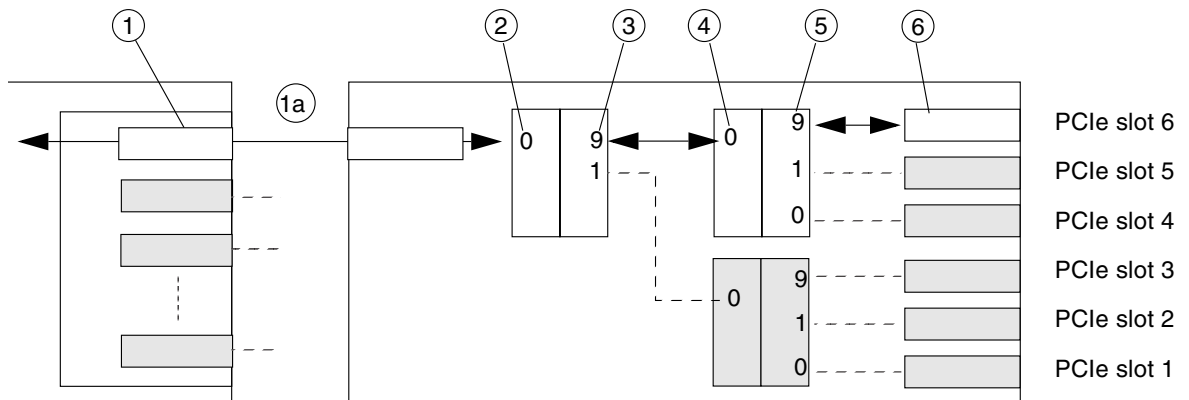 1
2
3
4
5
6
1a
0
9
0
9
PCIe slot 6
1
1
PCIe slot 5
0
PCIe slot 4
9
PCIe slot 3
0
1
PCIe slot 2
0
PCIe slot 1